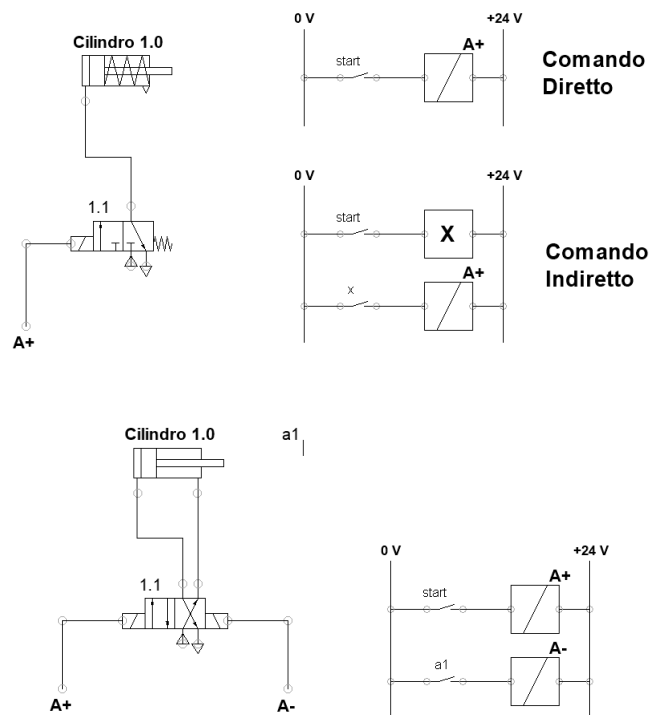 0 V
+24 V
Cilindro 1.0
start
A+
Comando
Diretto
1.1
A+
0 V
+24 V
start
X
A+
x
Comando
Indiretto
Cilindro 1.0
a1
1.1
A+
A-
0 V
+24 V
start
A+
a1
A-